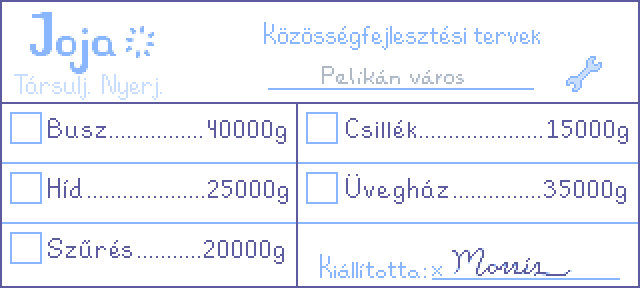 Joja
Társulj. Nyerj.
Közösségfejlesztési tervek
Pelikán város
Busz................40000g
Csillék.....................15000g
Híd....................25000g
Üvegház...............35000g
Szűrés...........20000g
Kiállította: x Morris